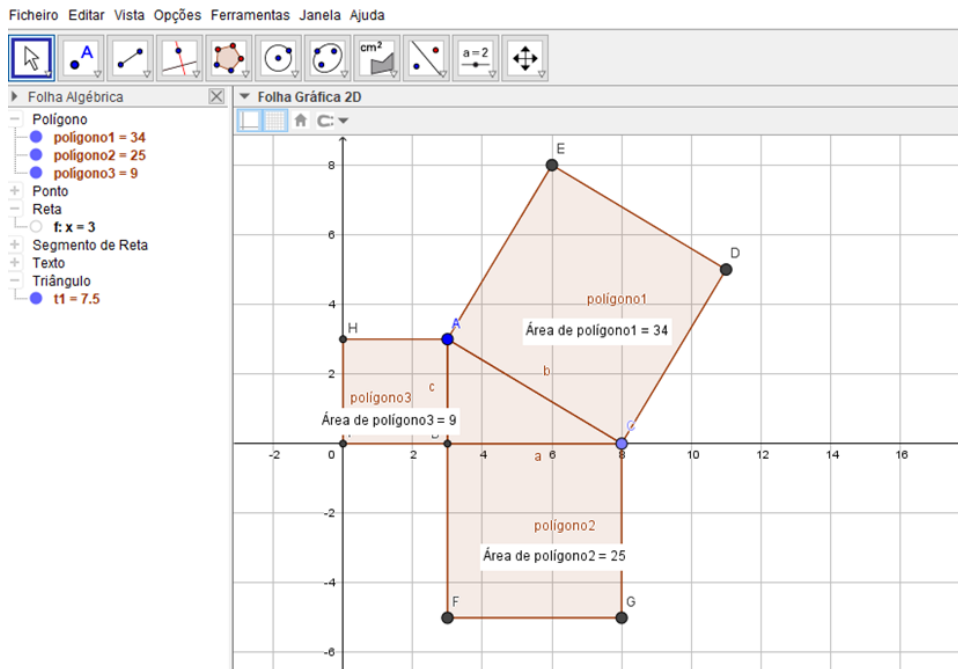 Ficheiro Editar Vista Opções Ferramentas Janela Ajuda
A
cm²
a = 2
Folha Algébrica
Polígono
polígono1 = 34
polígono2 = 25
polígono3 = 9
Ponto
Reta
f: x = 3
Segmento de Reta
Texto
Triângulo
t1 = 7.5
Folha Gráfica 2D
E
8
D
6
polígono1
4
A
Área de polígono1 = 34
H
2
b
c
polígono3
Área de polígono3 = 9
C
-2 0 2 4 6 8 10 12 14 16
a
-2
polígono2
Área de polígono2 = 25
-4
F G
-6